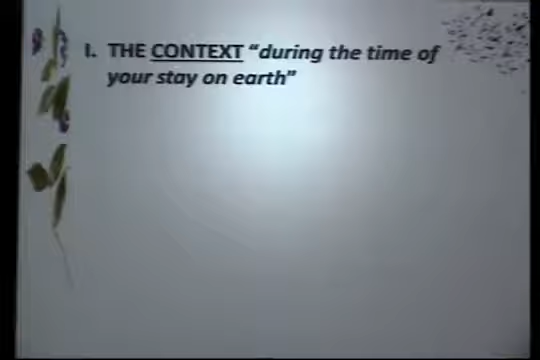 I. THE CONTEXT “during the time of
your stay on earth”